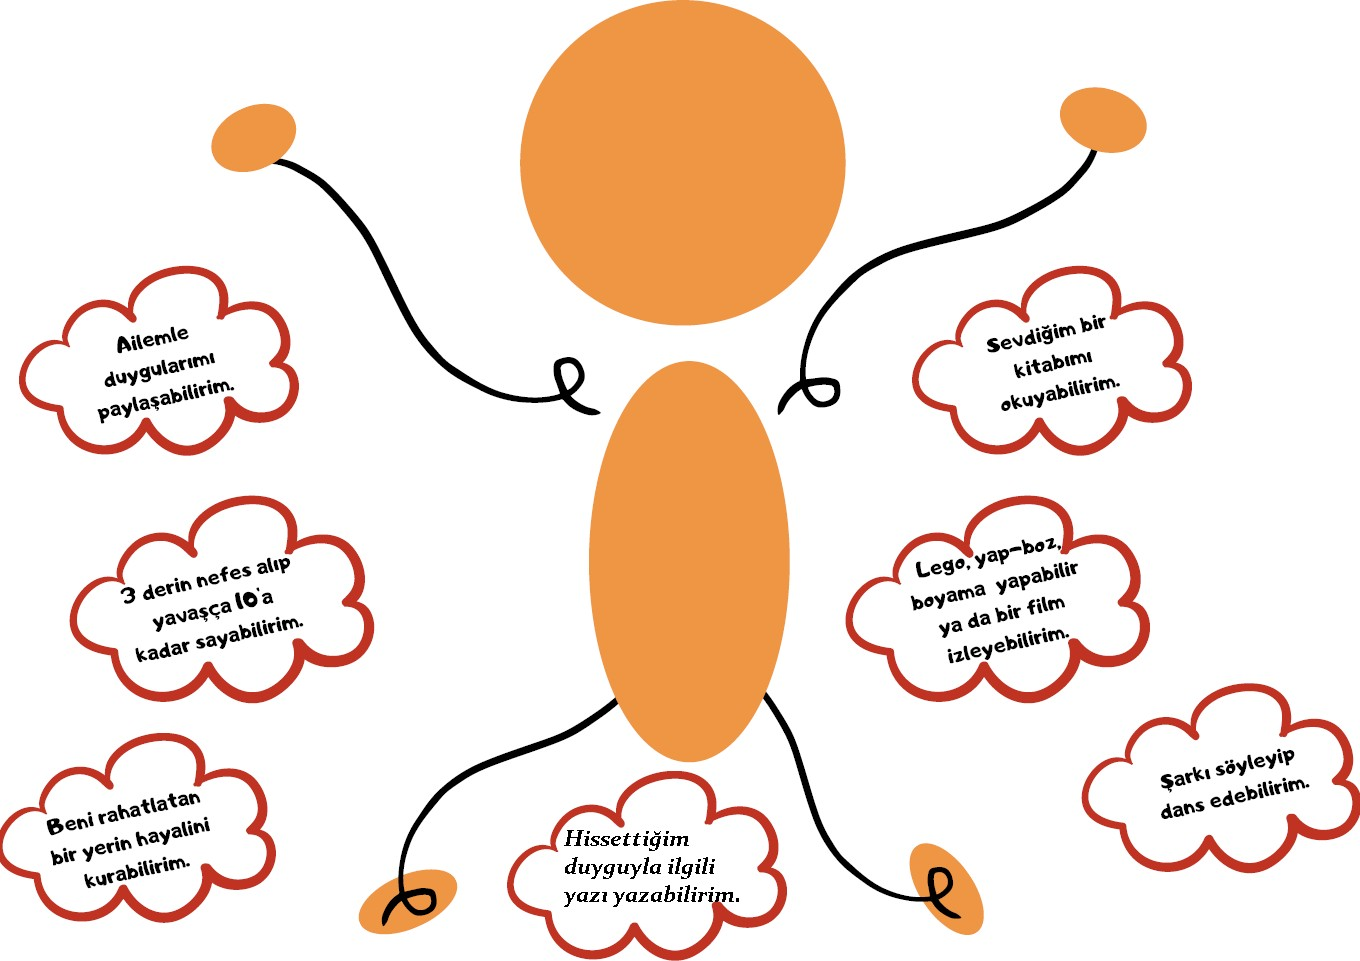 Ailemle
duygularımı
paylaşabilirim.
Sevdiğim bir
kitabımı
okuyabilirim.
3 derin nefes alıp
yavaşça 10'a
kadar sayabilirim.
Lego, yap-boz,
boyama yapabilir
ya da bir film
izleyebilirim.
Beni rahatlatan
bir yerin hayalini
kurabilirim.
Hissettiğim
duyguyla ilgili
yazı yazabilirim.
Şarkı söyleyip
dans edebilirim.